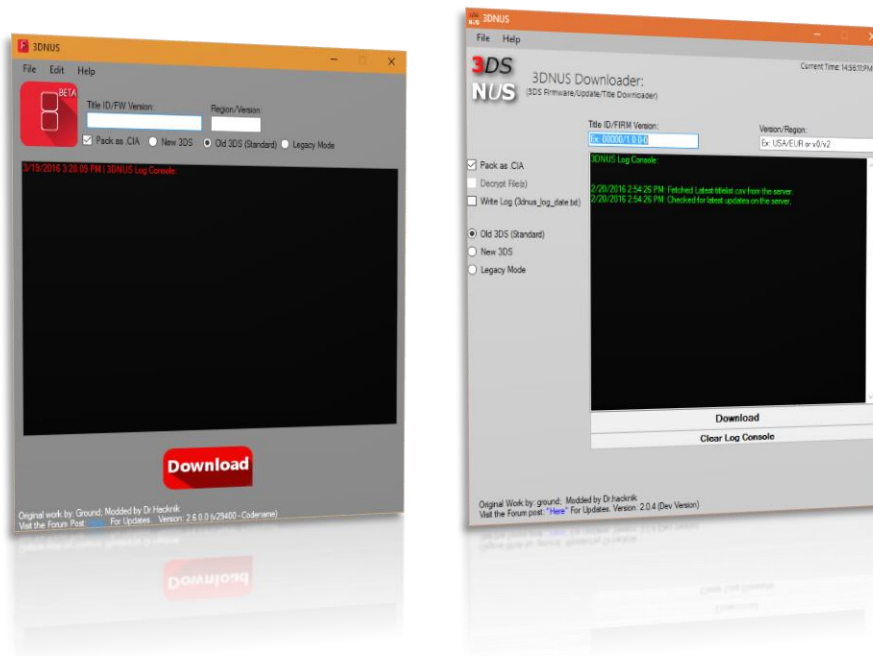 3DNUS
File Edit Help
BETA
Title ID/FW Version:
Region/Version:
Pack as .CIA
New 3DS
Old 3DS (Standard)
Legacy Mode
3/19/2016 3:28:09 PM | 3DNUS Log Console:
Download
Original work by: Ground; Modded by Dr.Hacknik
Visit the Forum Post For Updates. Version: 2.6.0.0 (v29400 - Codename)
3DNUS
File Help
3DS
NUS
3DNUS Downloader:
(3DS Firmware/Update/Title Downloader)
Current Time: 14:56:11PM
Title ID/FIRM Version:
Version/Region:
Ex: 00000/1.0.0-0
Ex: USA/EUR or v0/v2
Pack as .CIA
Decrypt File(s)
Write Log (3dnus_log_date.txt)
Old 3DS (Standard)
New 3DS
Legacy Mode
3DNUS Log Console:
2/20/2016 2:54:26 PM: Fetched Latest titlelist.csv from the server.
2/20/2016 2:54:26 PM: Checked for latest updates on the server.
Download
Clear Log Console
Original Work by: ground; Modded by Dr.hacknik
Visit the Forum post: "Here" For Updates. Version: 2.0.4 (Dev Version)